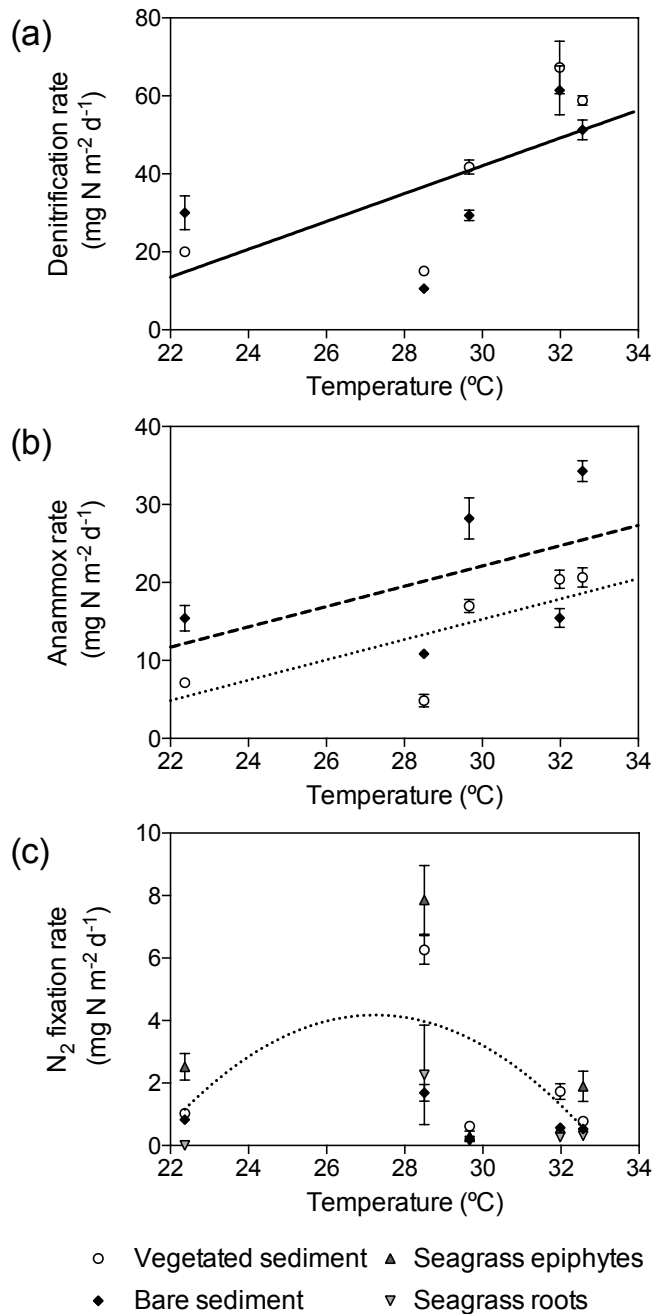 (a)
Denitrification rate
(mg N m⁻² d⁻¹)
80
60
40
20
0
22 24 26 28 30 32 34
Temperature (ºC)
(b)
Anammox rate
(mg N m⁻² d⁻¹)
40
30
20
10
0
22 24 26 28 30 32 34
Temperature (ºC)
(c)
N₂ fixation rate
(mg N m⁻² d⁻¹)
10
8
6
4
2
0
22 24 26 28 30 32 34
Temperature (ºC)
Vegetated sediment Seagrass epiphytes
Bare sediment Seagrass roots